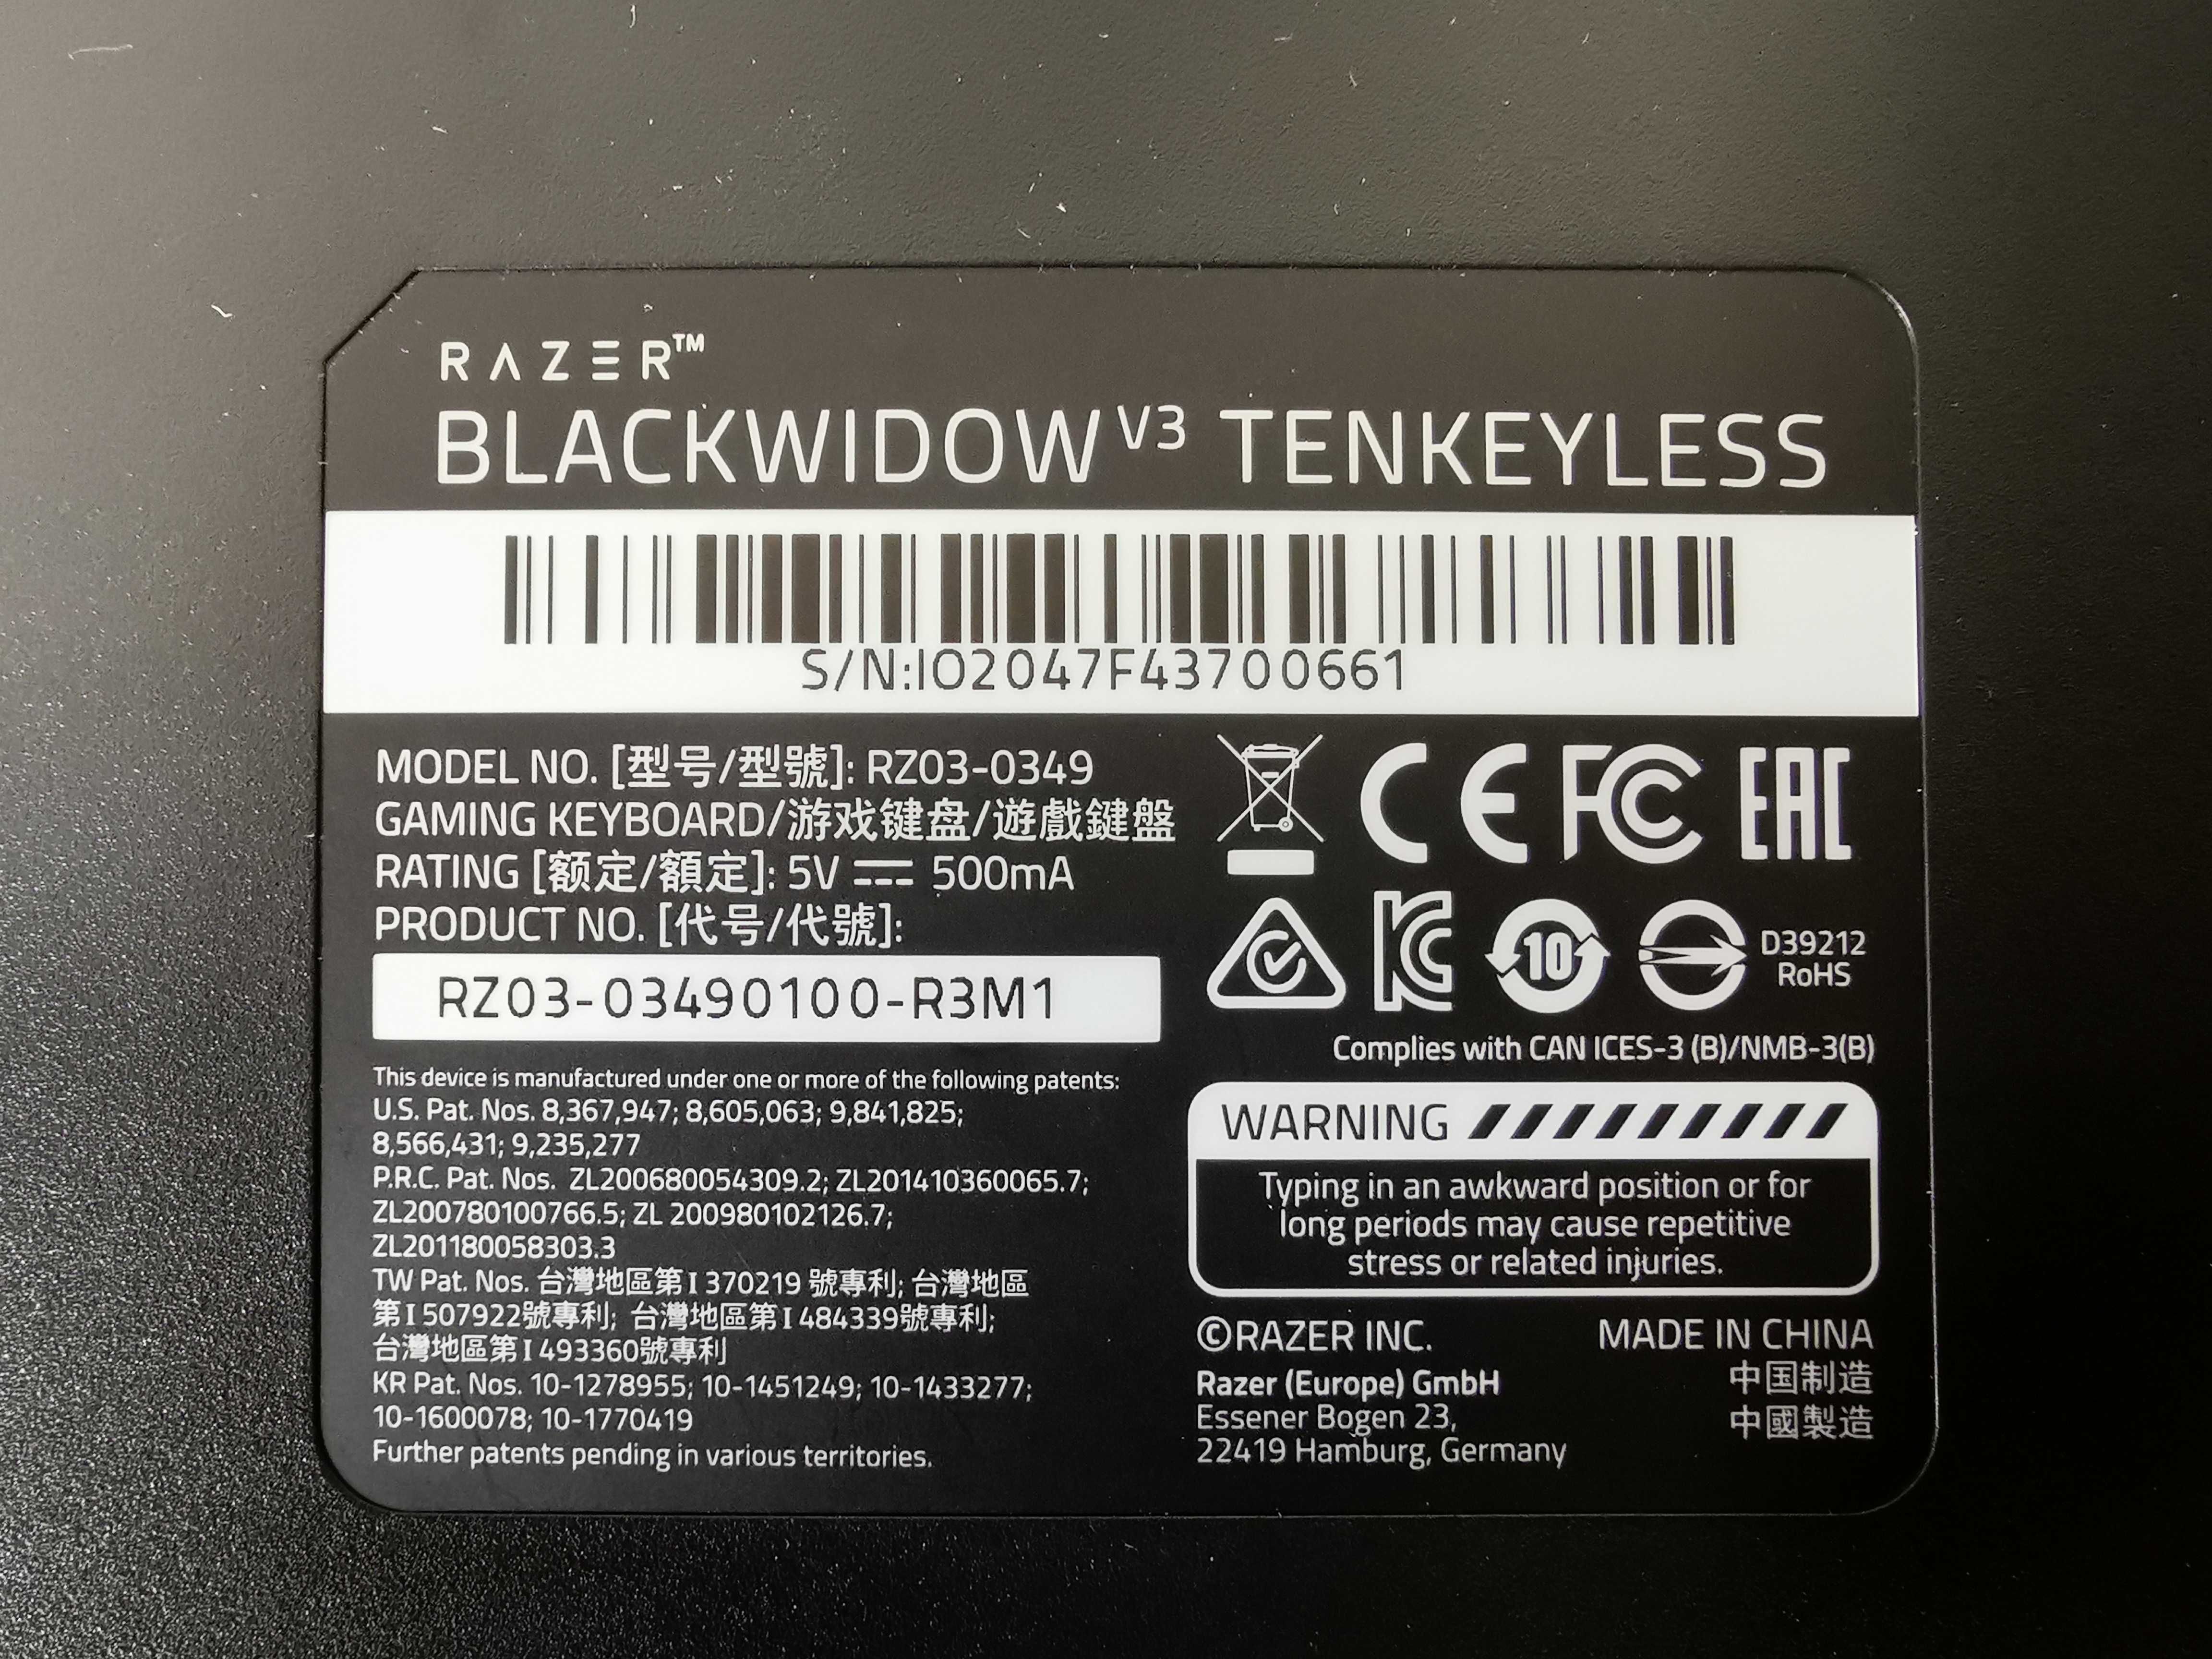 RAZER™
BLACKWIDOW V3 TENKEYLESS
S/N:IO2047F43700661
MODEL NO. [型号/型號]: RZ03-0349
GAMING KEYBOARD/游戏键盘/遊戲鍵盤
RATING [额定/額定]: 5V ⎓ 500mA
PRODUCT NO. [代号/代號]:
RZ03-03490100-R3M1
This device is manufactured under one or more of the following patents:
U.S. Pat. Nos. 8,367,947; 8,605,063; 9,841,825;
8,566,431; 9,235,277
P.R.C. Pat. Nos. ZL200680054309.2; ZL201410360065.7;
ZL200780100766.5; ZL 200980102126.7;
ZL201180058303.3
TW Pat. Nos. 台灣地區第I370219 號專利; 台灣地區
第I507922號專利; 台灣地區第I484339號專利;
台灣地區第I493360號專利
KR Pat. Nos. 10-1278955; 10-1451249; 10-1433277;
10-1600078; 10-1770419
Further patents pending in various territories.
CE FC EAC
KC 10 D39212
RoHS
Complies with CAN ICES-3 (B)/NMB-3(B)
WARNING
Typing in an awkward position or for
long periods may cause repetitive
stress or related injuries.
©RAZER INC.
Razer (Europe) GmbH
Essener Bogen 23,
22419 Hamburg, Germany
MADE IN CHINA
中国制造
中國製造